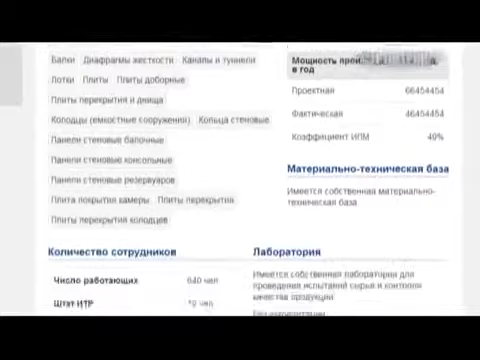 Балки Диафрагмы жесткости Каналы и туннели
Лотки Плиты Плиты доборные
Плиты перекрытия и днища
Колодцы (емкостные сооружения) Кольца стеновые
Панели стеновые балочные
Панели стеновые консольные
Панели стеновые резервуаров
Плита покрытия камеры Плиты перекрытия
Плиты перекрытия колодцев
Мощность
в год
Проектная 66454454
Фактическая 46454454
Коэффициент ИПМ 49%
Материально-техническая база
Имеется собственная материально-
техническая база
Количество сотрудников
Число работающих 640 чел
Штат ИТР чел
Лаборатория
Имеется собственная лаборатория для
проведения испытаний сырья и контроля
качества продукции